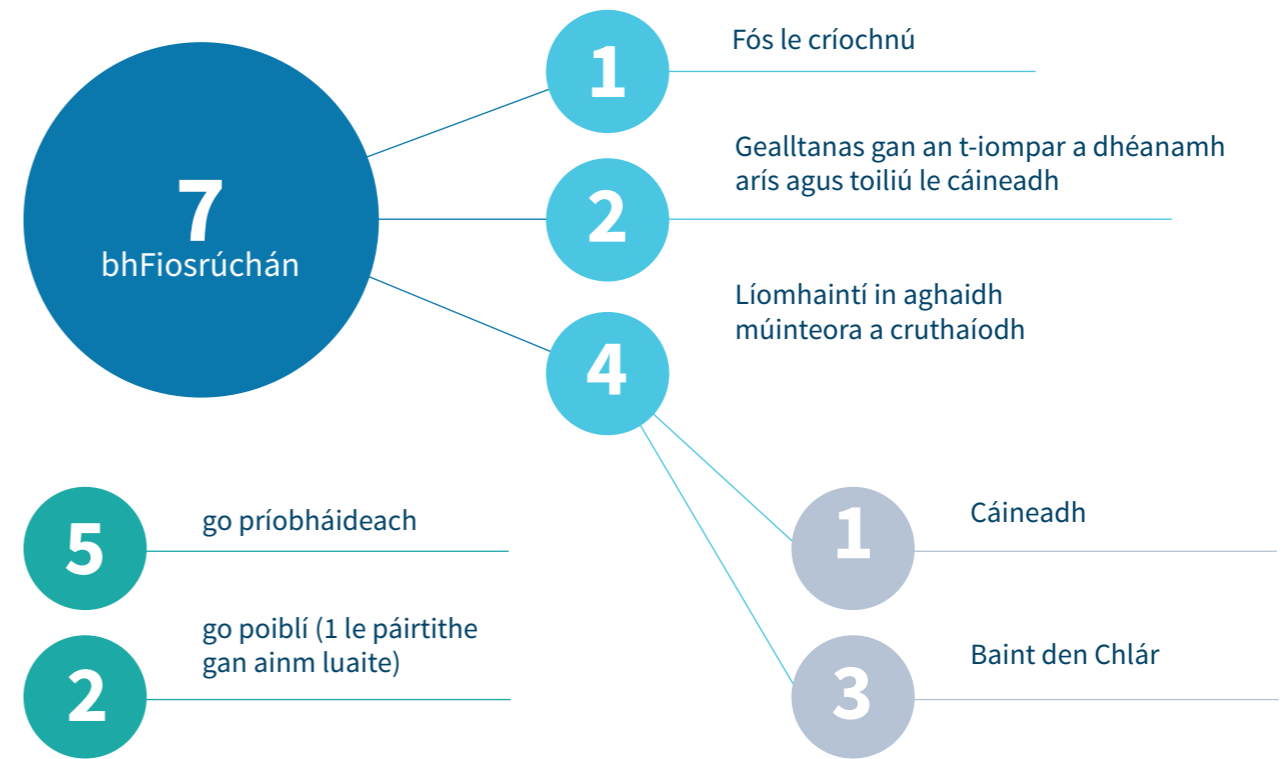 7
bhFiosrúchán
1
Fós le críochnú
2
Gealltanas gan an t-iompar a dhéanamh
arís agus toiliú le cáineadh
4
Líomhaintí in aghaidh
múinteora a cruthaíodh
1
Cáineadh
3
Baint den Chlár
5
go príobháideach
2
go poiblí (1 le páirtithe
gan ainm luaite)